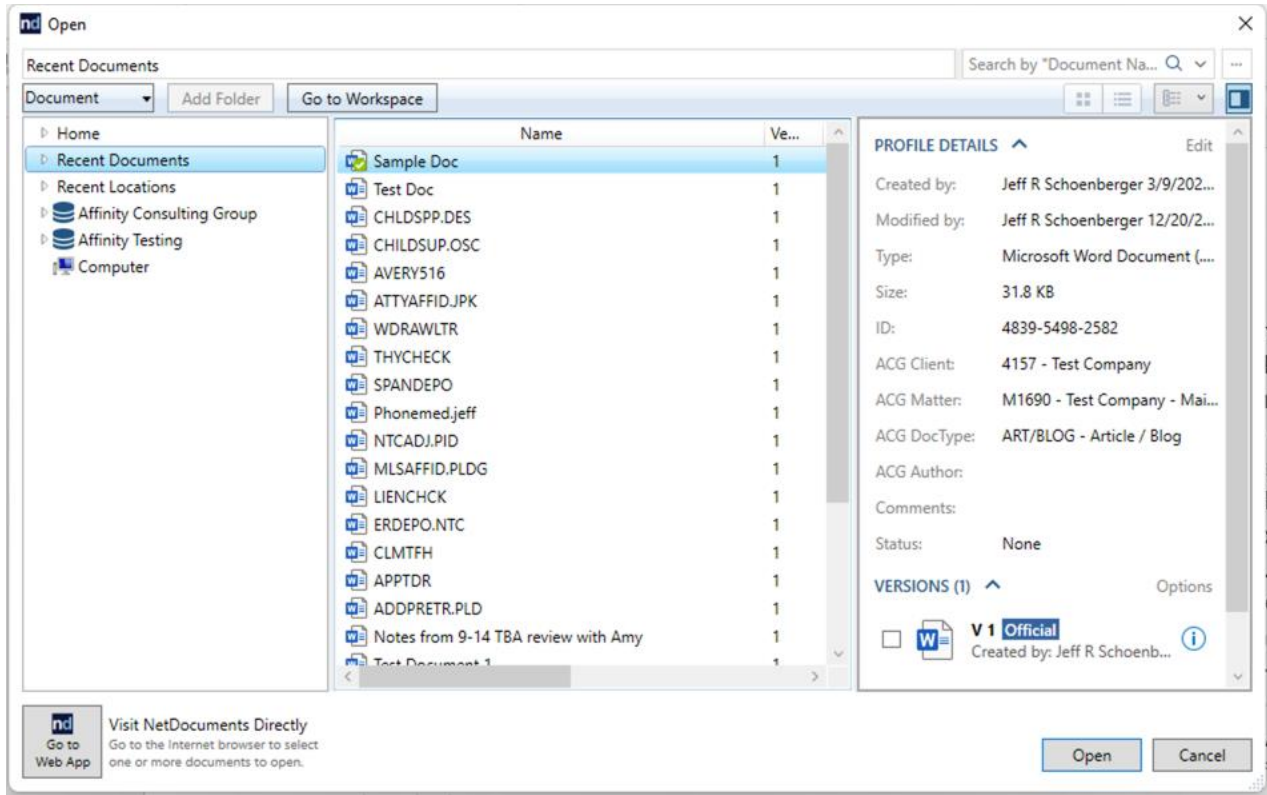 nd Open
Recent Documents
Search by "Document Na...
Document
Add Folder
Go to Workspace
Home
Recent Documents
Recent Locations
Affinity Consulting Group
Affinity Testing
Computer
Name Ve...
Sample Doc 1
Test Doc 1
CHLDSPP.DES 1
CHILDSUP.OSC 1
AVERY516 1
ATTYAFFID.JPK 1
WDRAWLTR 1
THYCHECK 1
SPANDEPO 1
Phonemed.jeff 1
NTCADJ.PID 1
MLSAFFID.PLDG 1
LIENCHCK 1
ERDEPO.NTC 1
CLMTFH 1
APPTDR 1
ADDPRETR.PLD 1
Notes from 9-14 TBA review with Amy 1
Test Document 1 1
PROFILE DETAILS Edit
Created by: Jeff R Schoenberger 3/9/202...
Modified by: Jeff R Schoenberger 12/20/2...
Type: Microsoft Word Document (....
Size: 31.8 KB
ID: 4839-5498-2582
ACG Client: 4157 - Test Company
ACG Matter: M1690 - Test Company - Mai...
ACG DocType: ART/BLOG - Article / Blog
ACG Author:
Comments:
Status: None
VERSIONS (1) Options
V 1 Official
Created by: Jeff R Schoenb...
nd
Go to
Web App
Visit NetDocuments Directly
Go to the Internet browser to select
one or more documents to open.
Open
Cancel